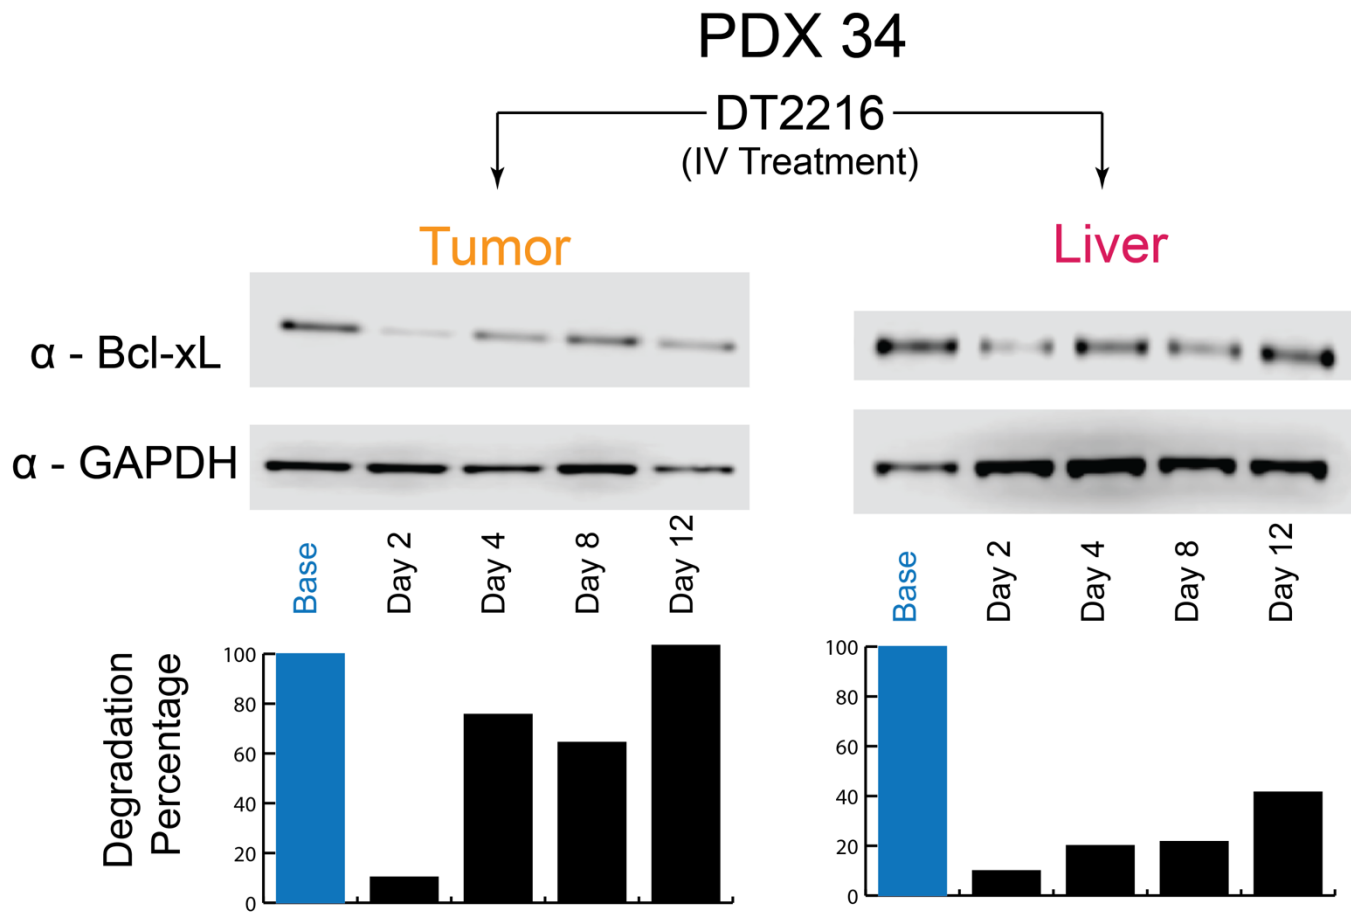 PDX 34
DT2216
(IV Treatment)
Tumor
Liver
α - Bcl-xL
α - GAPDH
Base
Day 2
Day 4
Day 8
Day 12
Base
Day 2
Day 4
Day 8
Day 12
Degradation
Percentage
100
80
60
40
20
0
100
80
60
40
20
0